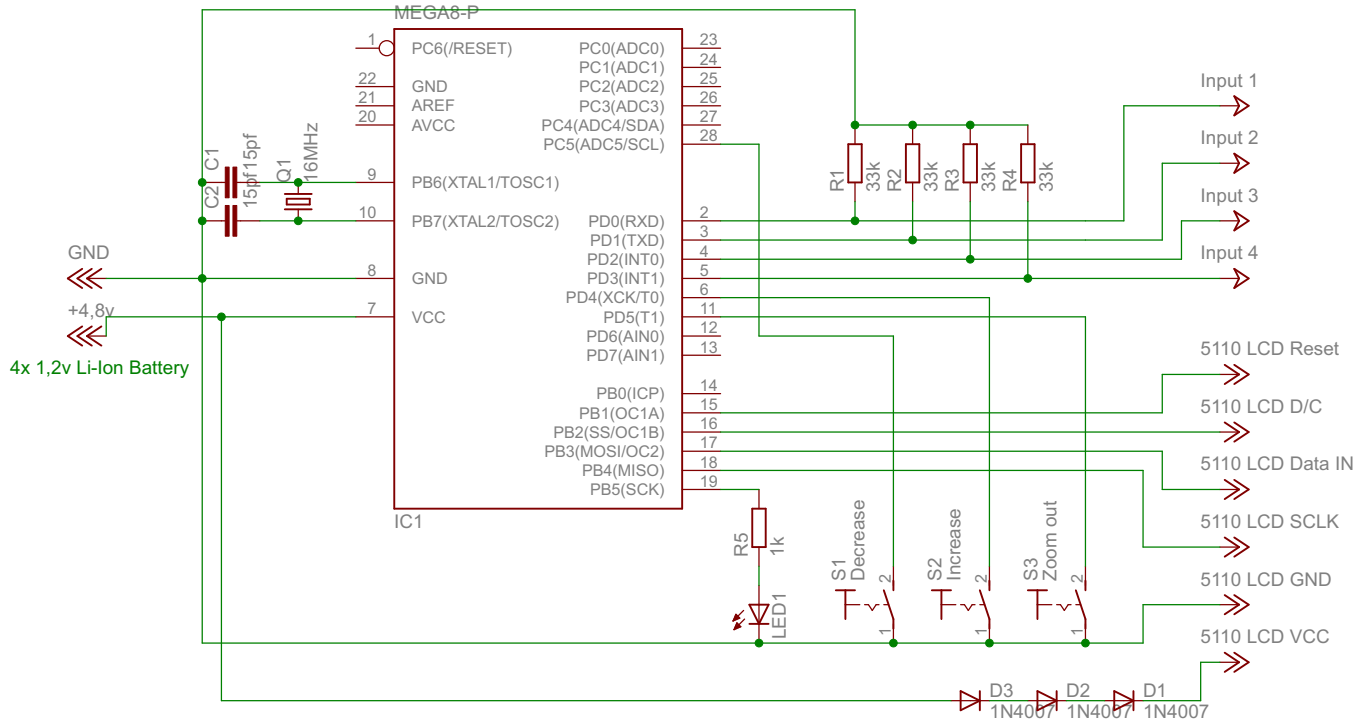 MEGA8-P
1
PC6(/RESET)
PC0(ADC0)
23
PC1(ADC1)
24
22
GND
PC2(ADC2)
25
21
AREF
PC3(ADC3)
26
20
AVCC
PC4(ADC4/SDA)
27
PC5(ADC5/SCL)
28
C1
15pf
C2
15pf
Q1
16MHz
9
PB6(XTAL1/TOSC1)
10
PB7(XTAL2/TOSC2)
PD0(RXD)
2
PD1(TXD)
3
PD2(INT0)
4
8
GND
PD3(INT1)
5
PD4(XCK/T0)
6
7
VCC
PD5(T1)
11
PD6(AIN0)
12
PD7(AIN1)
13
PB0(ICP)
14
PB1(OC1A)
15
PB2(SS/OC1B)
16
PB3(MOSI/OC2)
17
PB4(MISO)
18
PB5(SCK)
19
IC1
GND
+4,8v
4x 1,2v Li-Ion Battery
R1
33k
R2
33k
R3
33k
R4
33k
Input 1
Input 2
Input 3
Input 4
5110 LCD Reset
5110 LCD D/C
5110 LCD Data IN
5110 LCD SCLK
5110 LCD GND
5110 LCD VCC
R5
1k
LED1
S1
Decrease
2
1
S2
Increase
2
1
S3
Zoom out
2
1
D3
1N4007
D2
1N4007
D1
1N4007